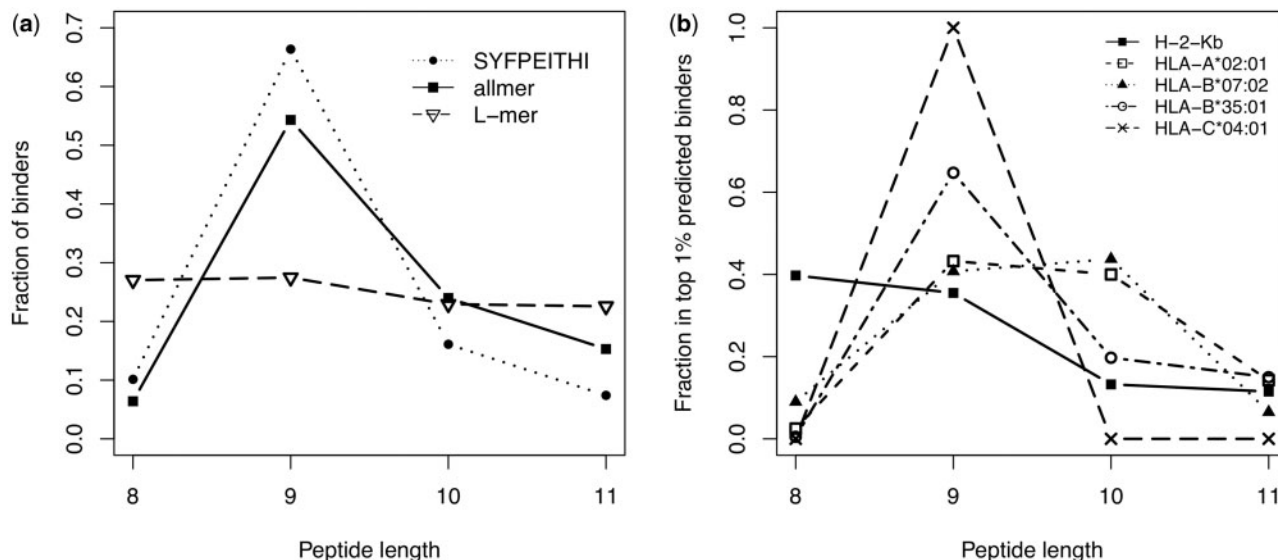 (a)
Fraction of binders
0.7
0.6
0.5
0.4
0.3
0.2
0.1
0.0
SYFPEITHI
allmer
L-mer
8
9
10
11
Peptide length
(b)
Fraction in top 1% predicted binders
1.0
0.8
0.6
0.4
0.2
0.0
H-2-Kb
HLA-A*02:01
HLA-B*07:02
HLA-B*35:01
HLA-C*04:01
8
9
10
11
Peptide length